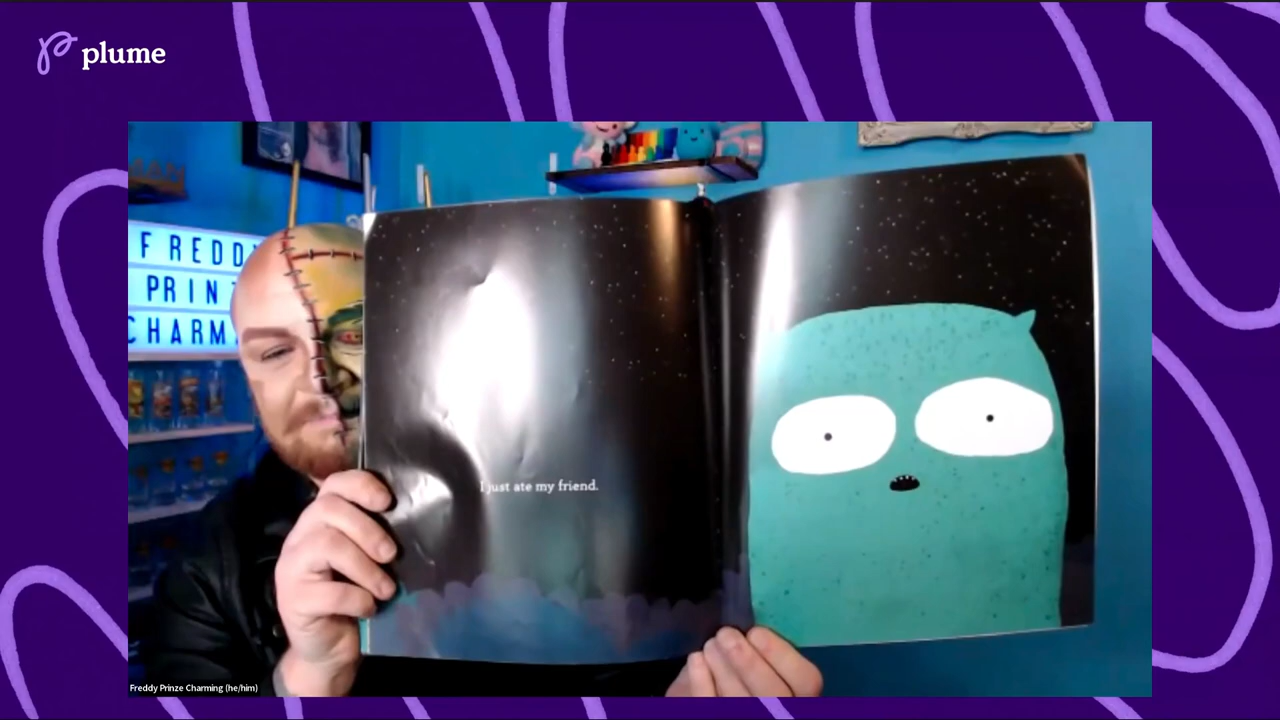 plume
FREDDY
PRIN
CHARM
I just ate my friend.
Freddy Prinze Charming (he/him)